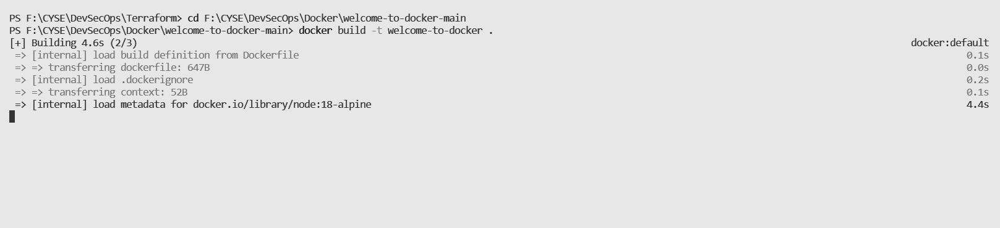 PS F:\CYSE\DevSecOps\Terraform> cd F:\CYSE\DevSecOps\Docker\welcome-to-docker-main
PS F:\CYSE\DevSecOps\Docker\welcome-to-docker-main> docker build -t welcome-to-docker .
[+] Building 4.6s (2/3) docker:default
=> [internal] load build definition from Dockerfile 0.1s
=> => transferring dockerfile: 647B 0.0s
=> [internal] load .dockerignore 0.2s
=> => transferring context: 52B 0.1s
=> [internal] load metadata for docker.io/library/node:18-alpine 4.4s